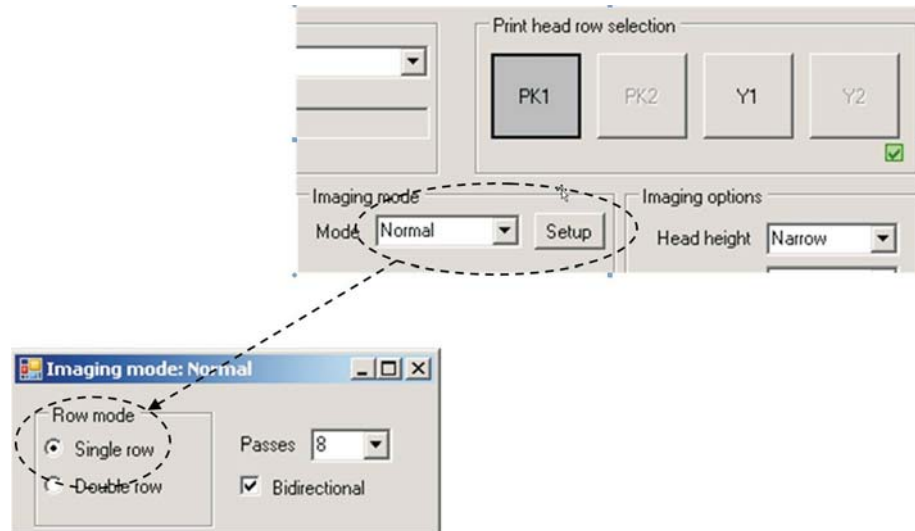 Print head row selection
PK1 PK2 Y1 Y2
Imaging mode
Mode Normal Setup
Imaging options
Head height Narrow
Imaging mode: Normal
Row mode
Single row
Double row
Passes 8
Bidirectional